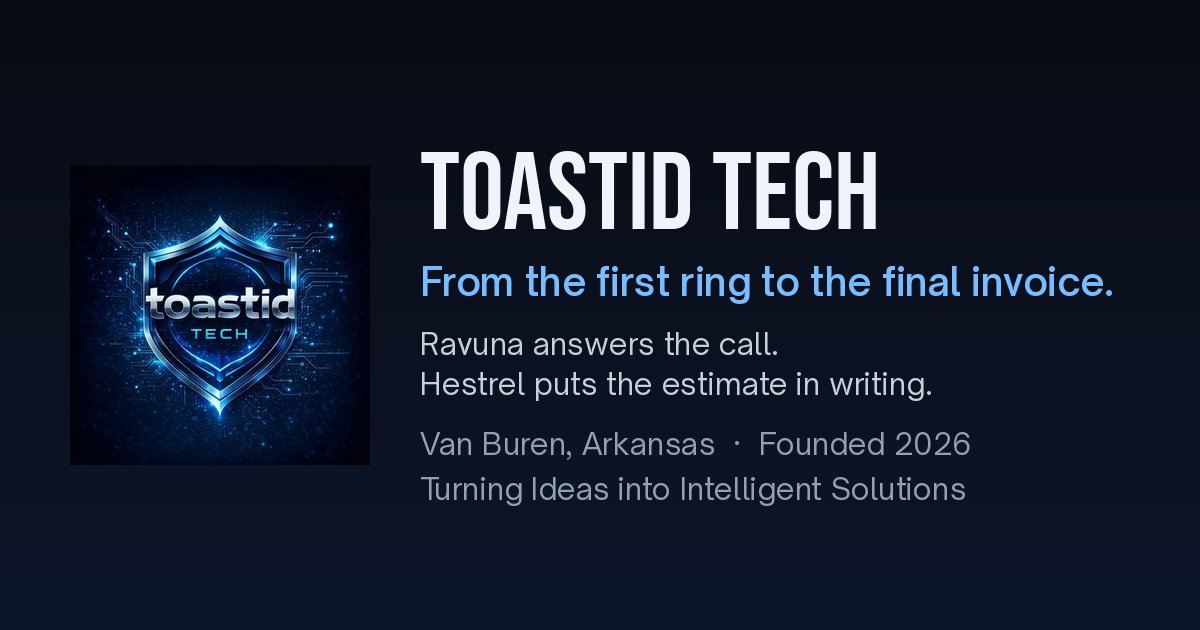 toastid
TECH
TOASTID TECH
From the first ring to the final invoice.
Ravuna answers the call.
Hestrel puts the estimate in writing.
Van Buren, Arkansas · Founded 2026
Turning Ideas into Intelligent Solutions